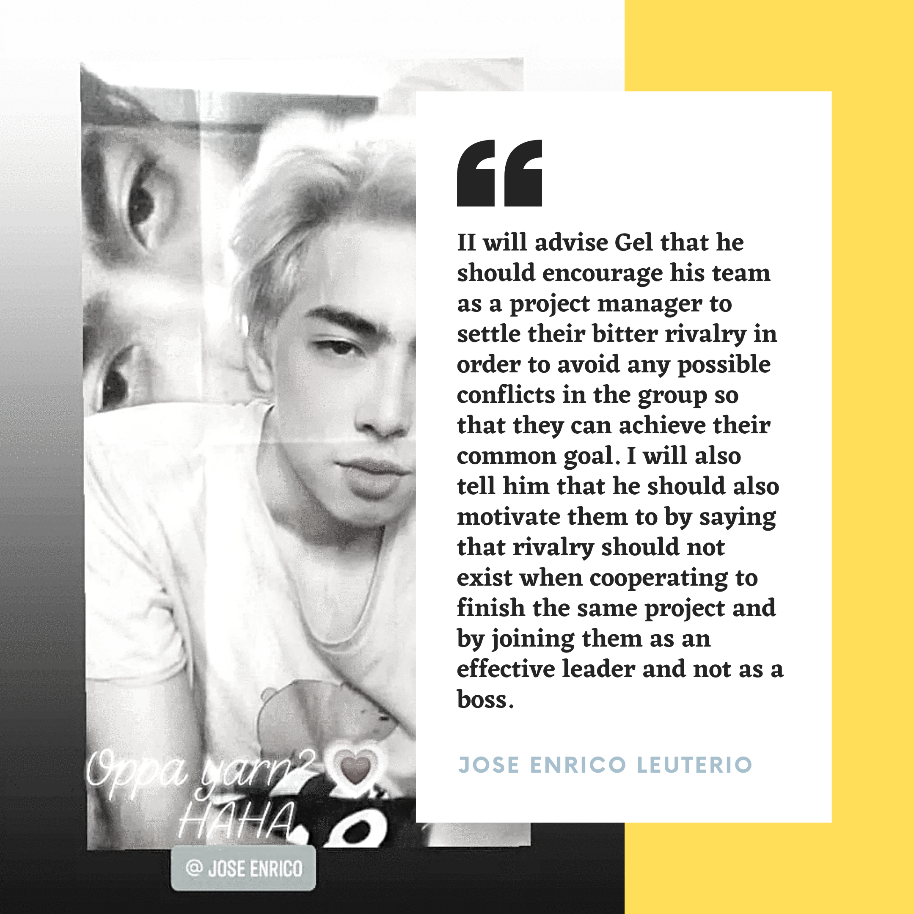 II will advise Gel that he
should encourage his team
as a project manager to
settle their bitter rivalry in
order to avoid any possible
conflicts in the group so
that they can achieve their
common goal. I will also
tell him that he should also
motivate them to by saying
that rivalry should not
exist when cooperating to
finish the same project and
by joining them as an
effective leader and not as a
boss.
JOSE ENRICO LEUTERIO
Oppa yarn?
HAHA
@ JOSE ENRICO